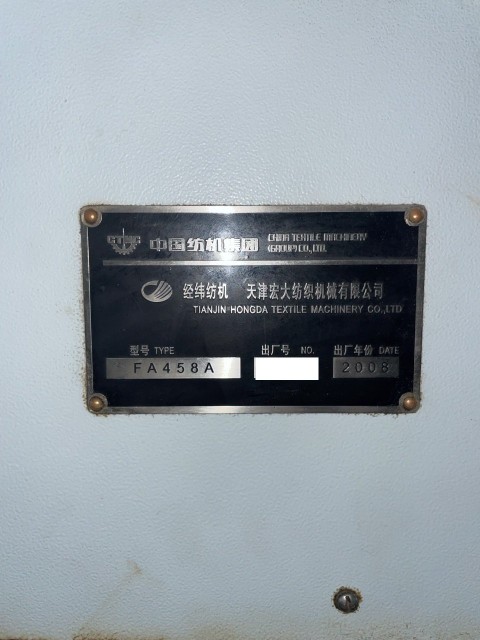 中国纺机集团 CHINA TEXTILE MACHINERY
(GROUP) CO., LTD.
经纬纺机 天津宏大纺织机械有限公司
TIANJIN HONGDA TEXTILE MACHINERY CO.,LTD
型号 TYPE 出厂号 NO. 出厂年份 DATE
FA458A 2008